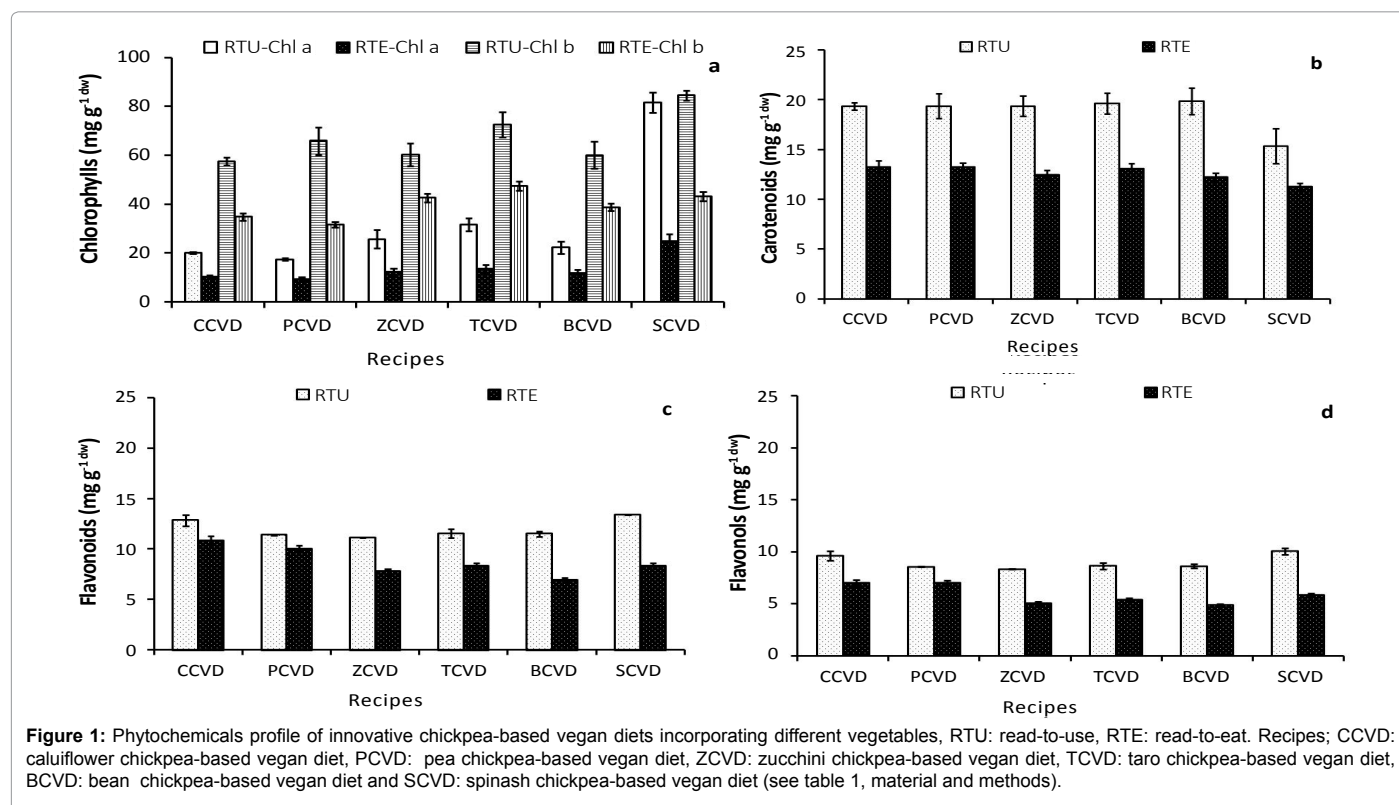 RTU-Chl a RTE-Chl a RTU-Chl b RTE-Chl b
a
Chlorophylls (mg g-1 dw)
100
80
60
40
20
0
CCVD PCVD ZCVD TCVD BCVD SCVD
Recipes
RTU RTE
b
Carotenoids (mg g-1 dw)
25
20
15
10
5
0
CCVD PCVD ZCVD TCVD BCVD SCVD
Recipes
RTU RTE
c
Flavonoids (mg g-1 dw)
25
20
15
10
5
0
CCVD PCVD ZCVD TCVD BCVD SCVD
Recipes
RTU RTE
d
Flavonols (mg g-1 dw)
25
20
15
10
5
0
CCVD PCVD ZCVD TCVD BCVD SCVD
Recipes
Figure 1: Phytochemicals profile of innovative chickpea-based vegan diets incorporating different vegetables, RTU: read-to-use, RTE: read-to-eat. Recipes; CCVD:
caluiflower chickpea-based vegan diet, PCVD: pea chickpea-based vegan diet, ZCVD: zucchini chickpea-based vegan diet, TCVD: taro chickpea-based vegan diet,
BCVD: bean chickpea-based vegan diet and SCVD: spinash chickpea-based vegan diet (see table 1, material and methods).